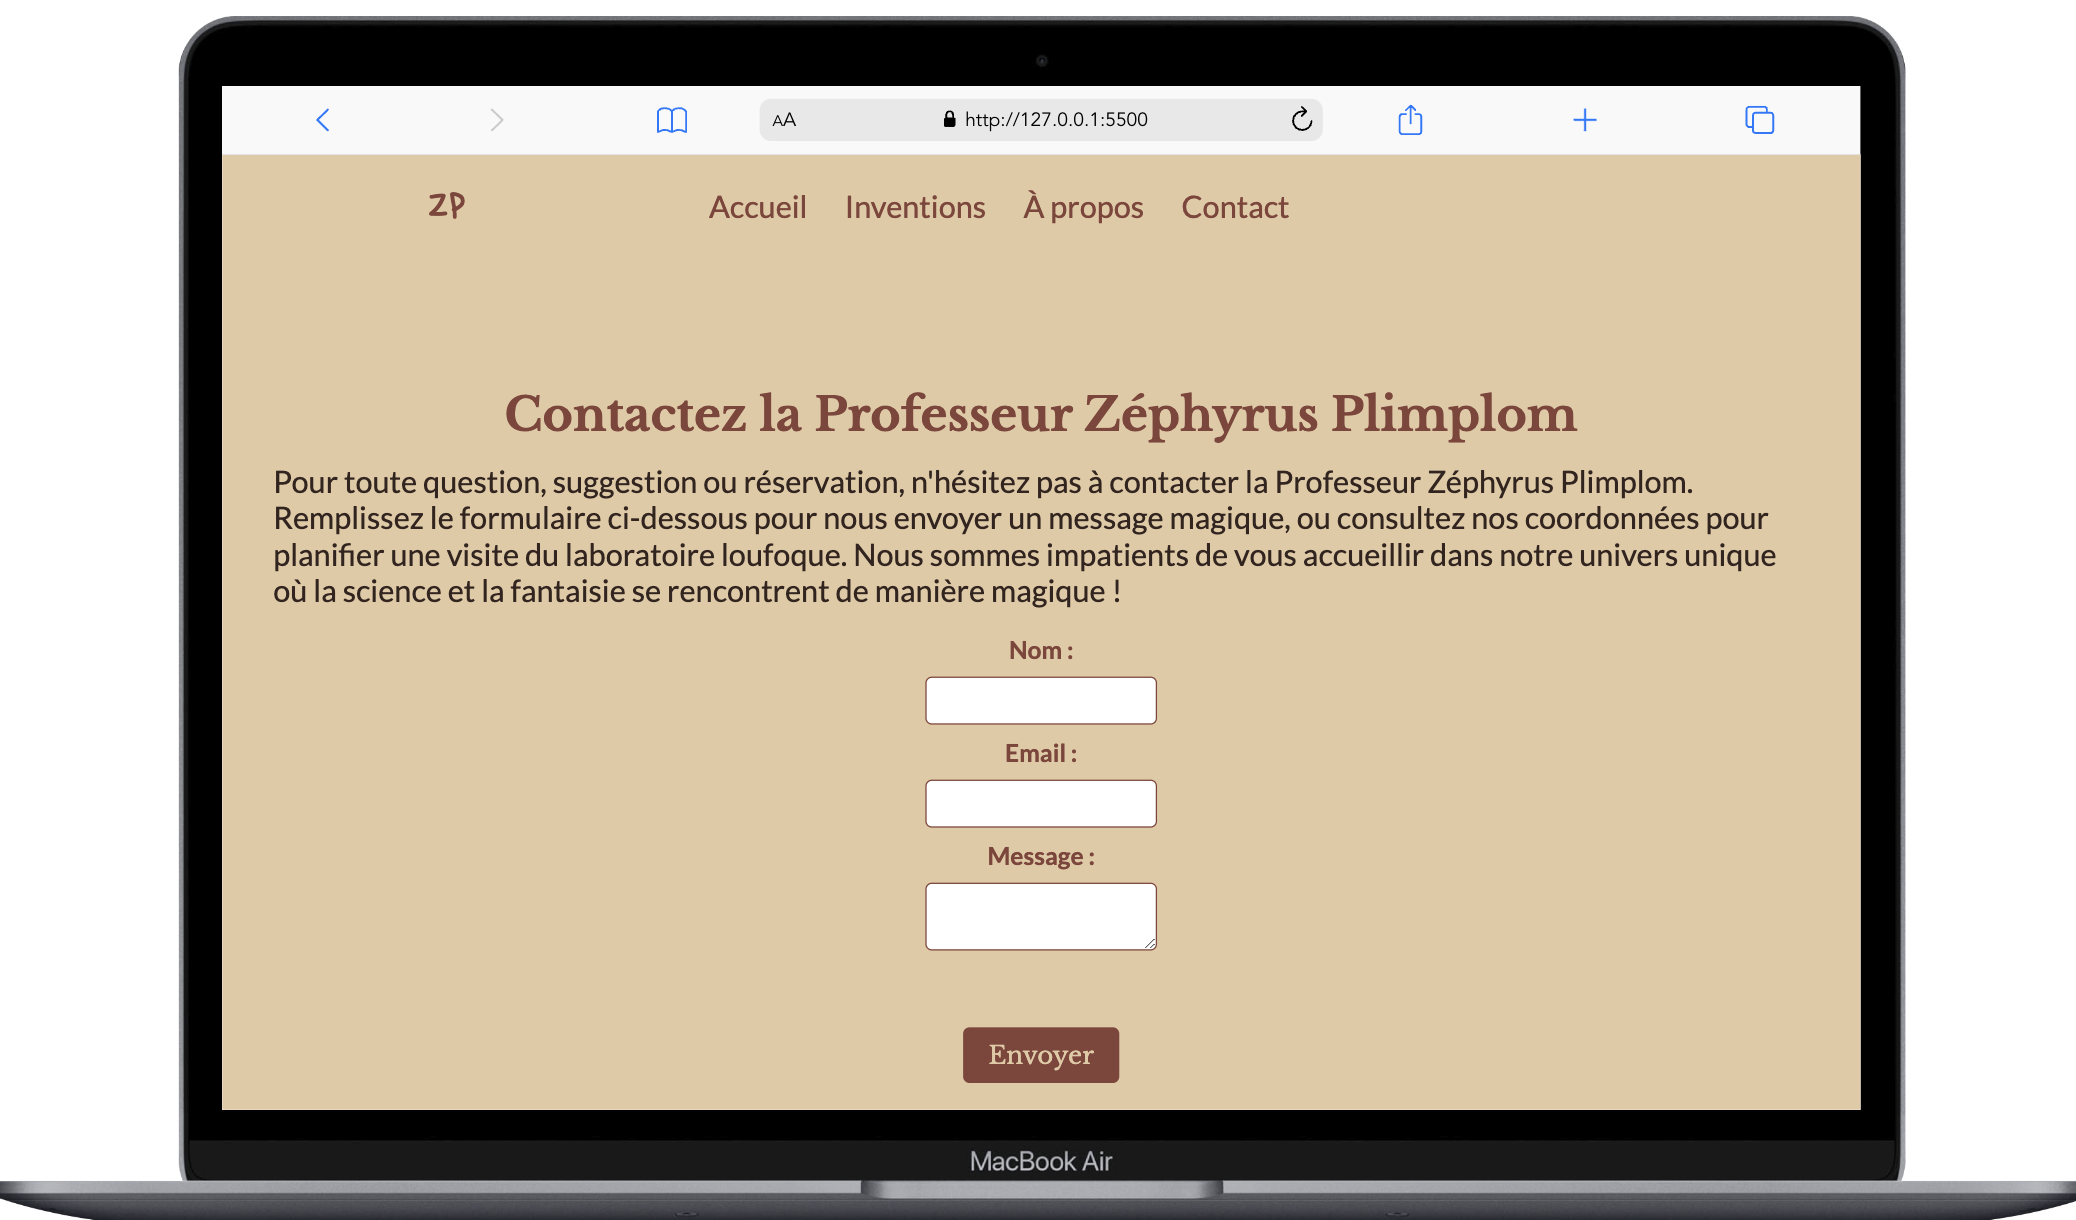 AA http://127.0.0.1:5500
ZP Accueil Inventions À propos Contact
Contactez la Professeur Zéphyrus Plimplom
Pour toute question, suggestion ou réservation, n'hésitez pas à contacter la Professeur Zéphyrus Plimplom.
Remplissez le formulaire ci-dessous pour nous envoyer un message magique, ou consultez nos coordonnées pour
planifier une visite du laboratoire loufoque. Nous sommes impatients de vous accueillir dans notre univers unique
où la science et la fantaisie se rencontrent de manière magique !
Nom :
Email :
Message :
Envoyer
MacBook Air